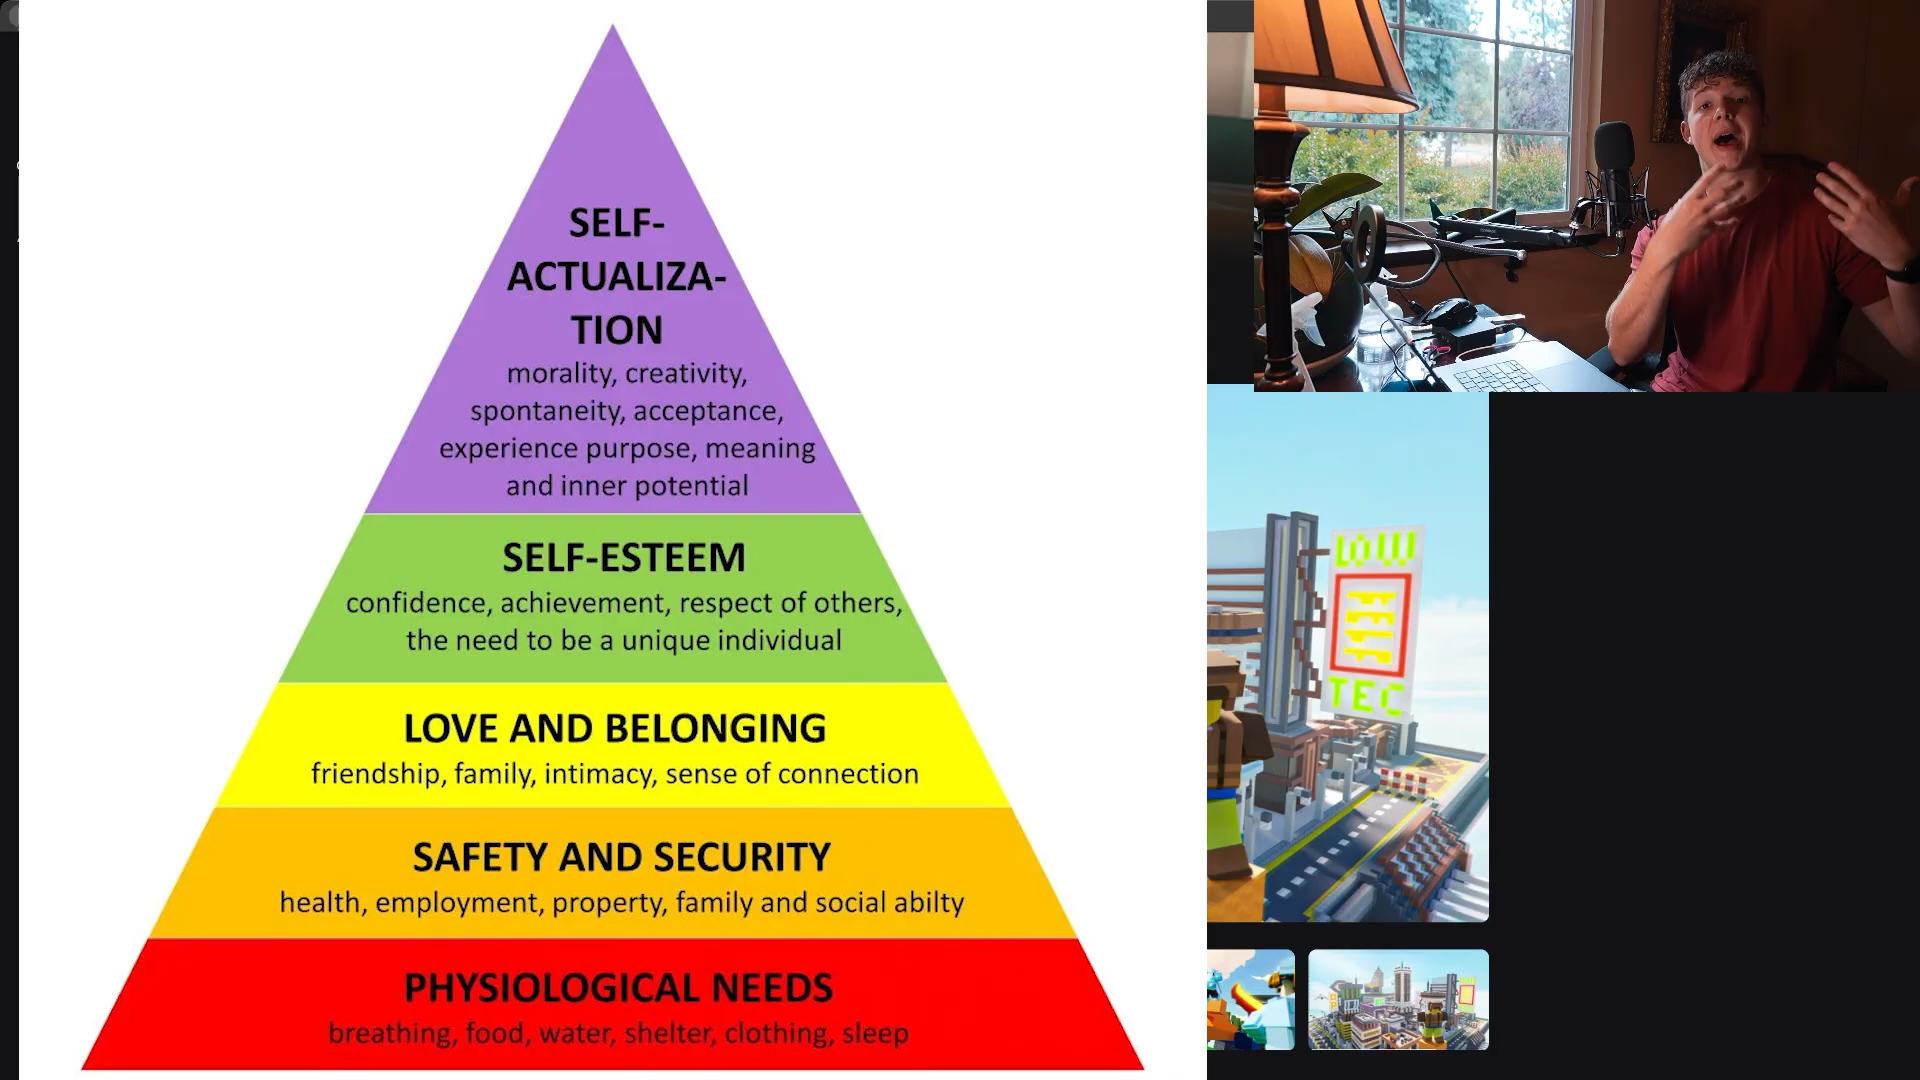 SELF-
ACTUALIZA-
TION
morality, creativity,
spontaneity, acceptance,
experience purpose, meaning
and inner potential
SELF-ESTEEM
confidence, achievement, respect of others,
the need to be a unique individual
LOVE AND BELONGING
friendship, family, intimacy, sense of connection
SAFETY AND SECURITY
health, employment, property, family and social abilty
PHYSIOLOGICAL NEEDS
breathing, food, water, shelter, clothing, sleep
LOW
TEC